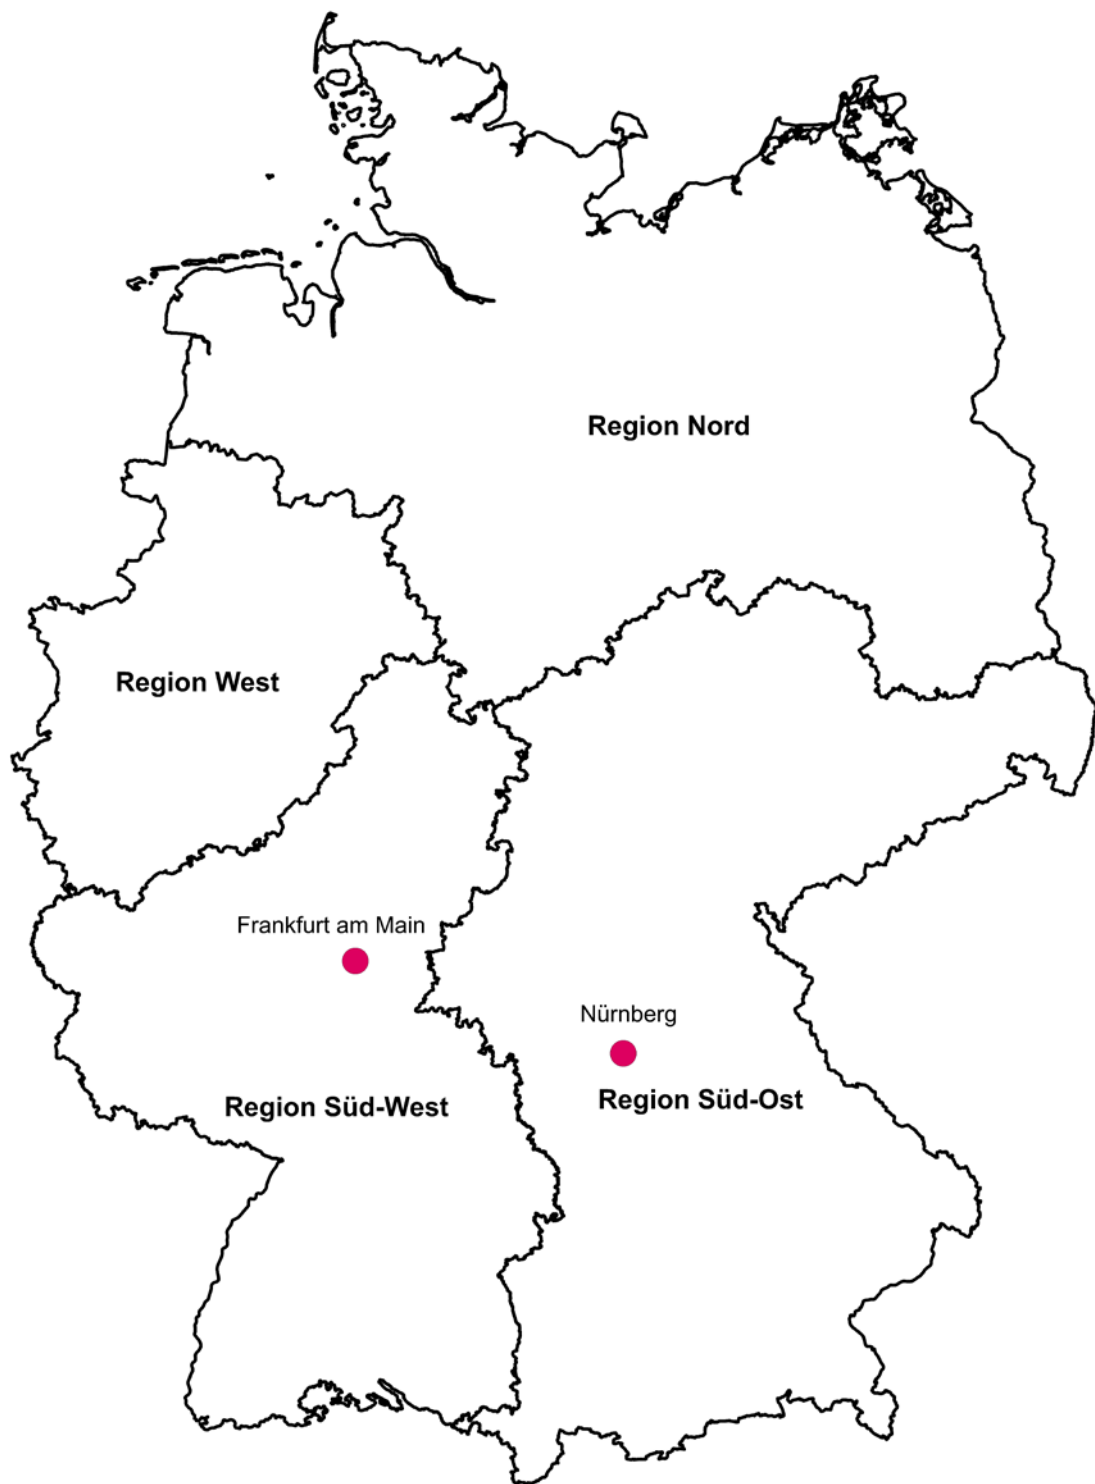 Region Nord
Region West
Frankfurt am Main
Nürnberg
Region Süd-Ost
Region Süd-West